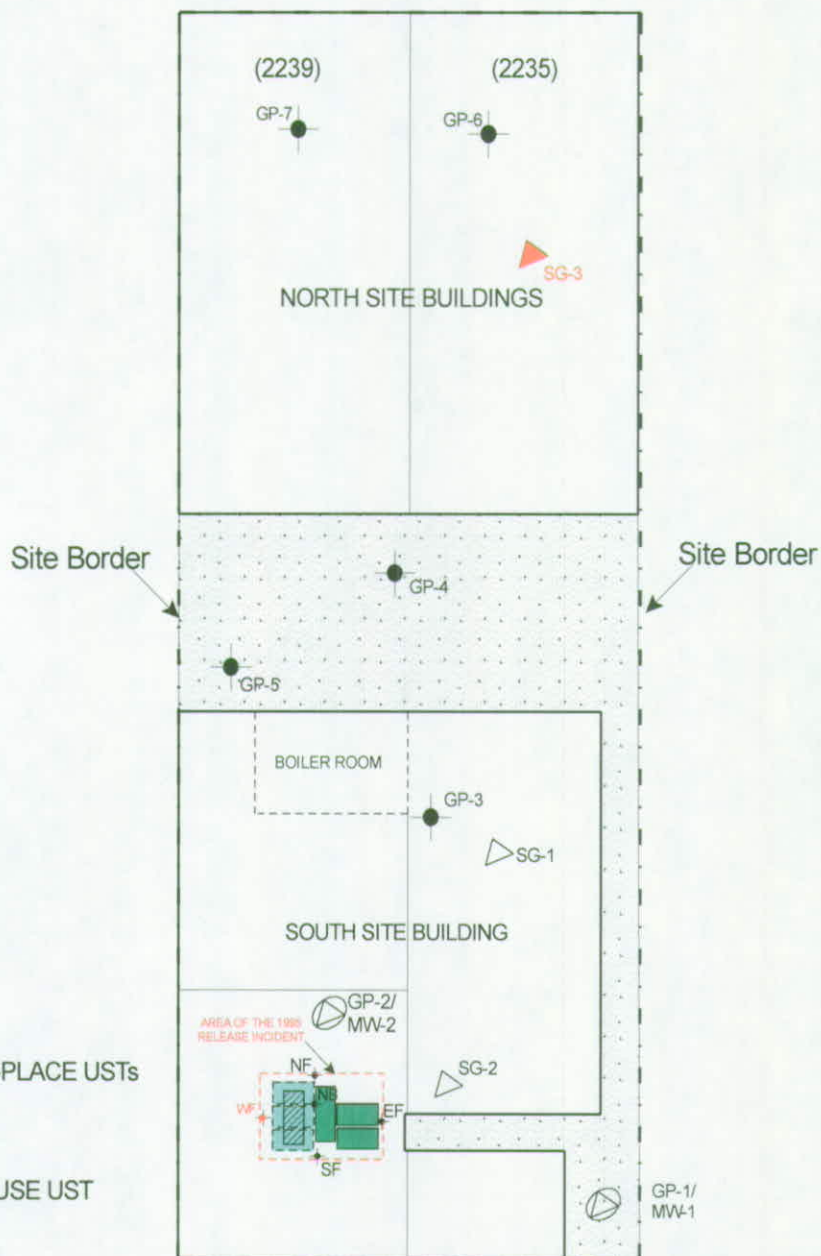 (2239)
(2235)
GP-7
GP-6
SG-3
NORTH SITE BUILDINGS
Site Border
Site Border
GP-4
GP-5
BOILER ROOM
GP-3
SG-1
SOUTH SITE BUILDING
GP-2/
MW-2
AREA OF THE 1995
RELEASE INCIDENT
PLACE USTs
NF
SG-2
NB
WF
EF
SF
USE UST
GP-1/
MW-1